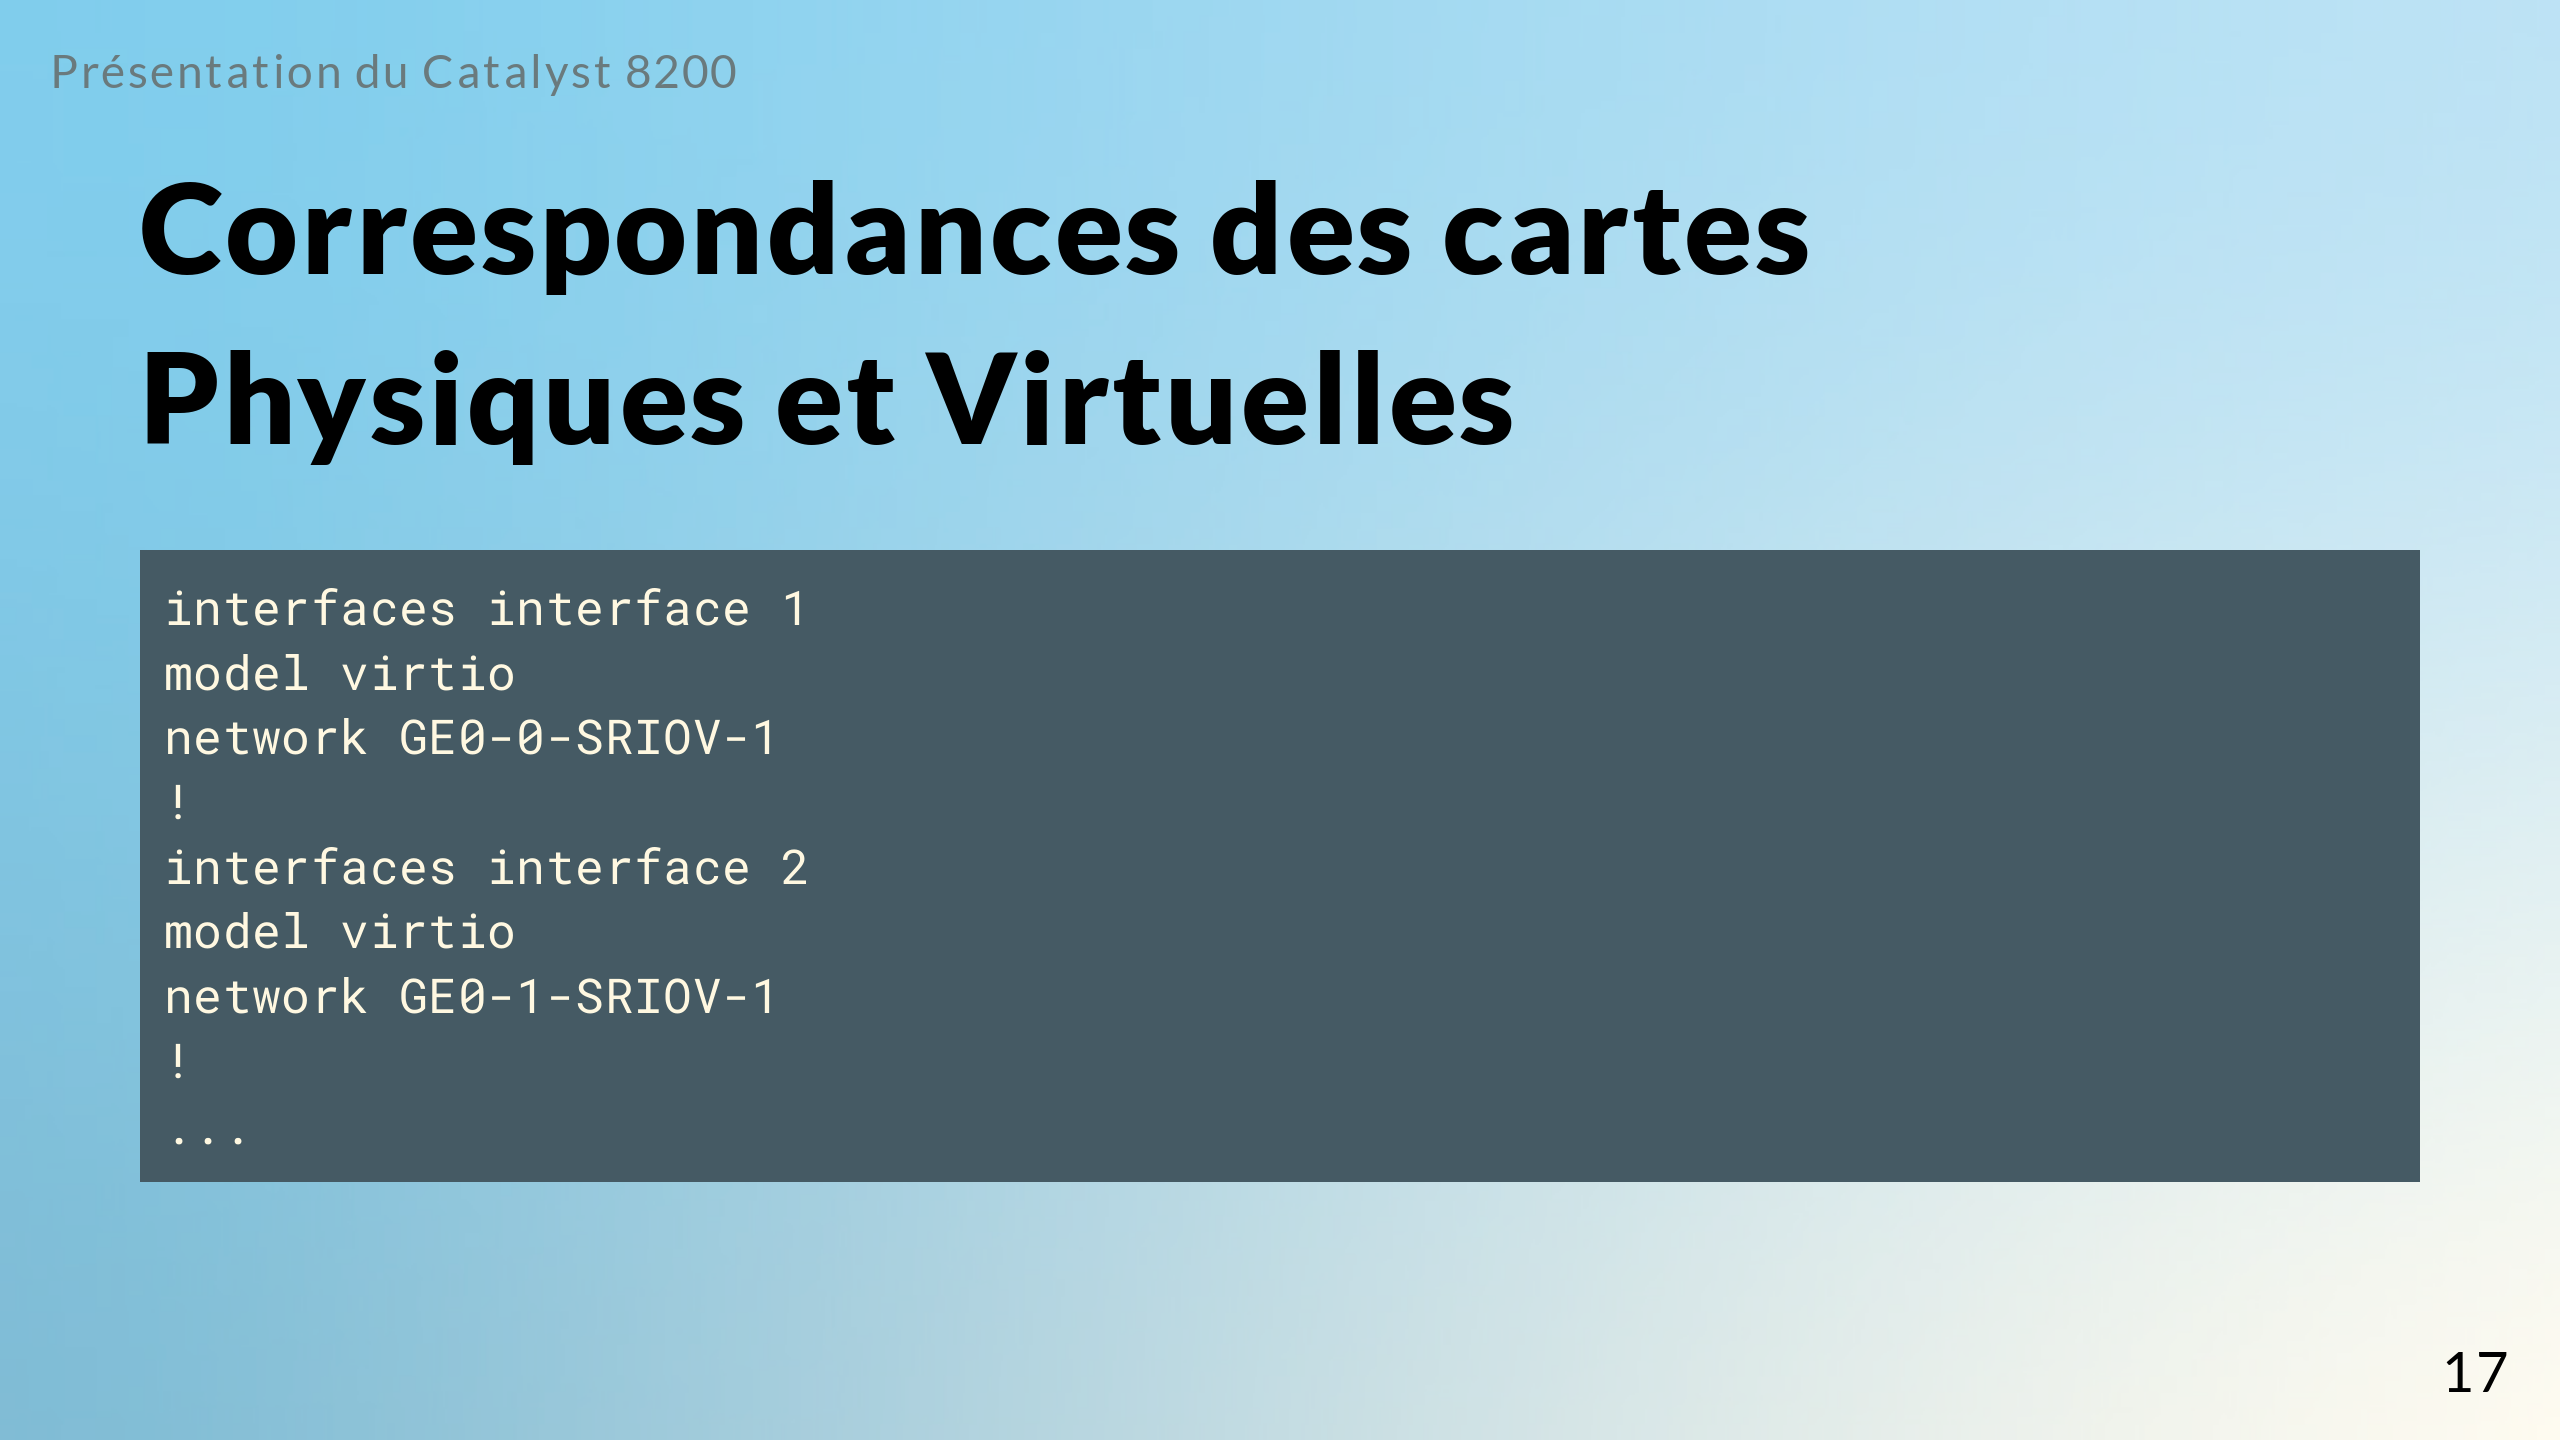 Présentation du Catalyst 8200
Correspondances des cartes
Physiques et Virtuelles
interfaces interface 1
model virtio
network GE0-0-SRIOV-1
!
interfaces interface 2
model virtio
network GE0-1-SRIOV-1
!
...
17